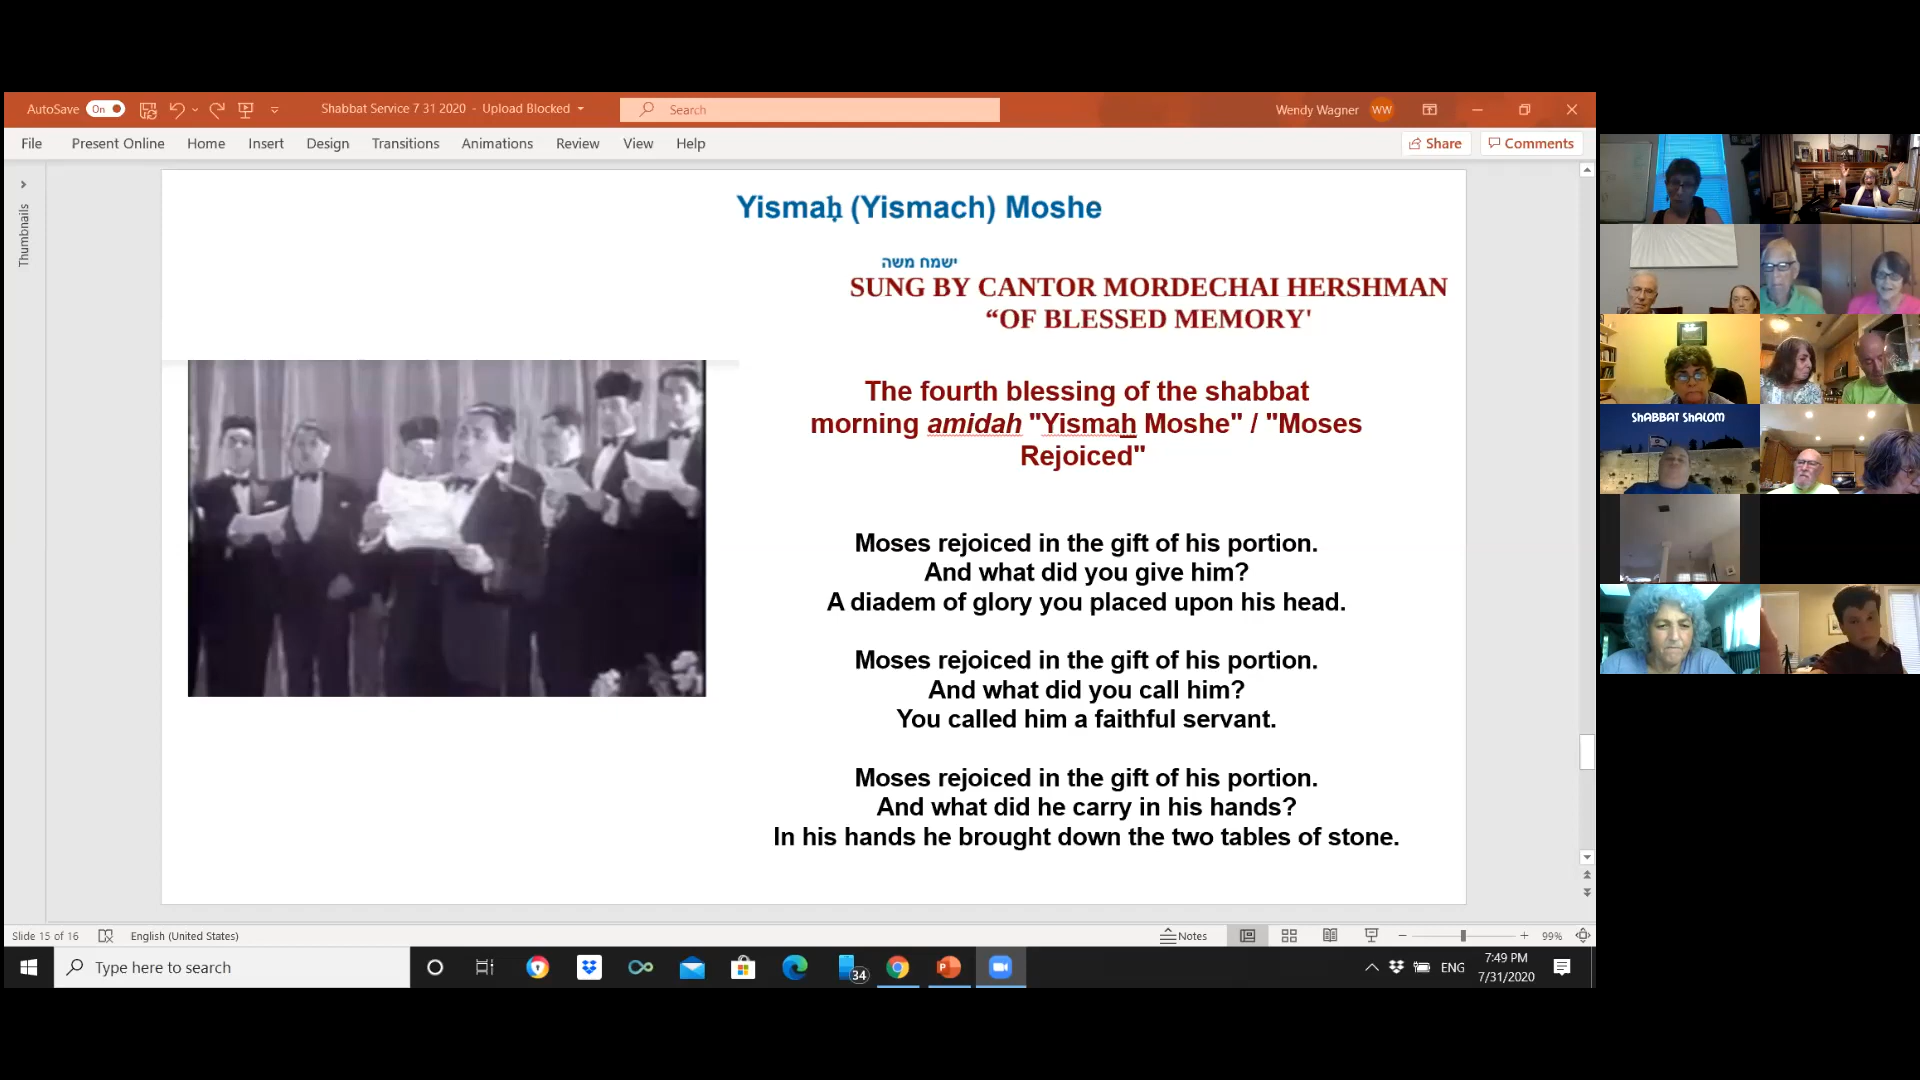 AutoSave On Shabbat Service 7 31 2020 - Upload Blocked Search Wendy Wagner WW
File Present Online Home Insert Design Transitions Animations Review View Help Share Comments
Thumbnails
Yismaḥ (Yismach) Moshe
ישמח משה
SUNG BY CANTOR MORDECHAI HERSHMAN
“OF BLESSED MEMORY'
The fourth blessing of the shabbat
morning amidah "Yismaḥ Moshe" / "Moses
Rejoiced"
Moses rejoiced in the gift of his portion.
And what did you give him?
A diadem of glory you placed upon his head.
Moses rejoiced in the gift of his portion.
And what did you call him?
You called him a faithful servant.
Moses rejoiced in the gift of his portion.
And what did he carry in his hands?
In his hands he brought down the two tables of stone.
SHABBAT SHALOM
Slide 15 of 16 English (United States) Notes 99%
Type here to search 34 ENG 7:49 PM
7/31/2020